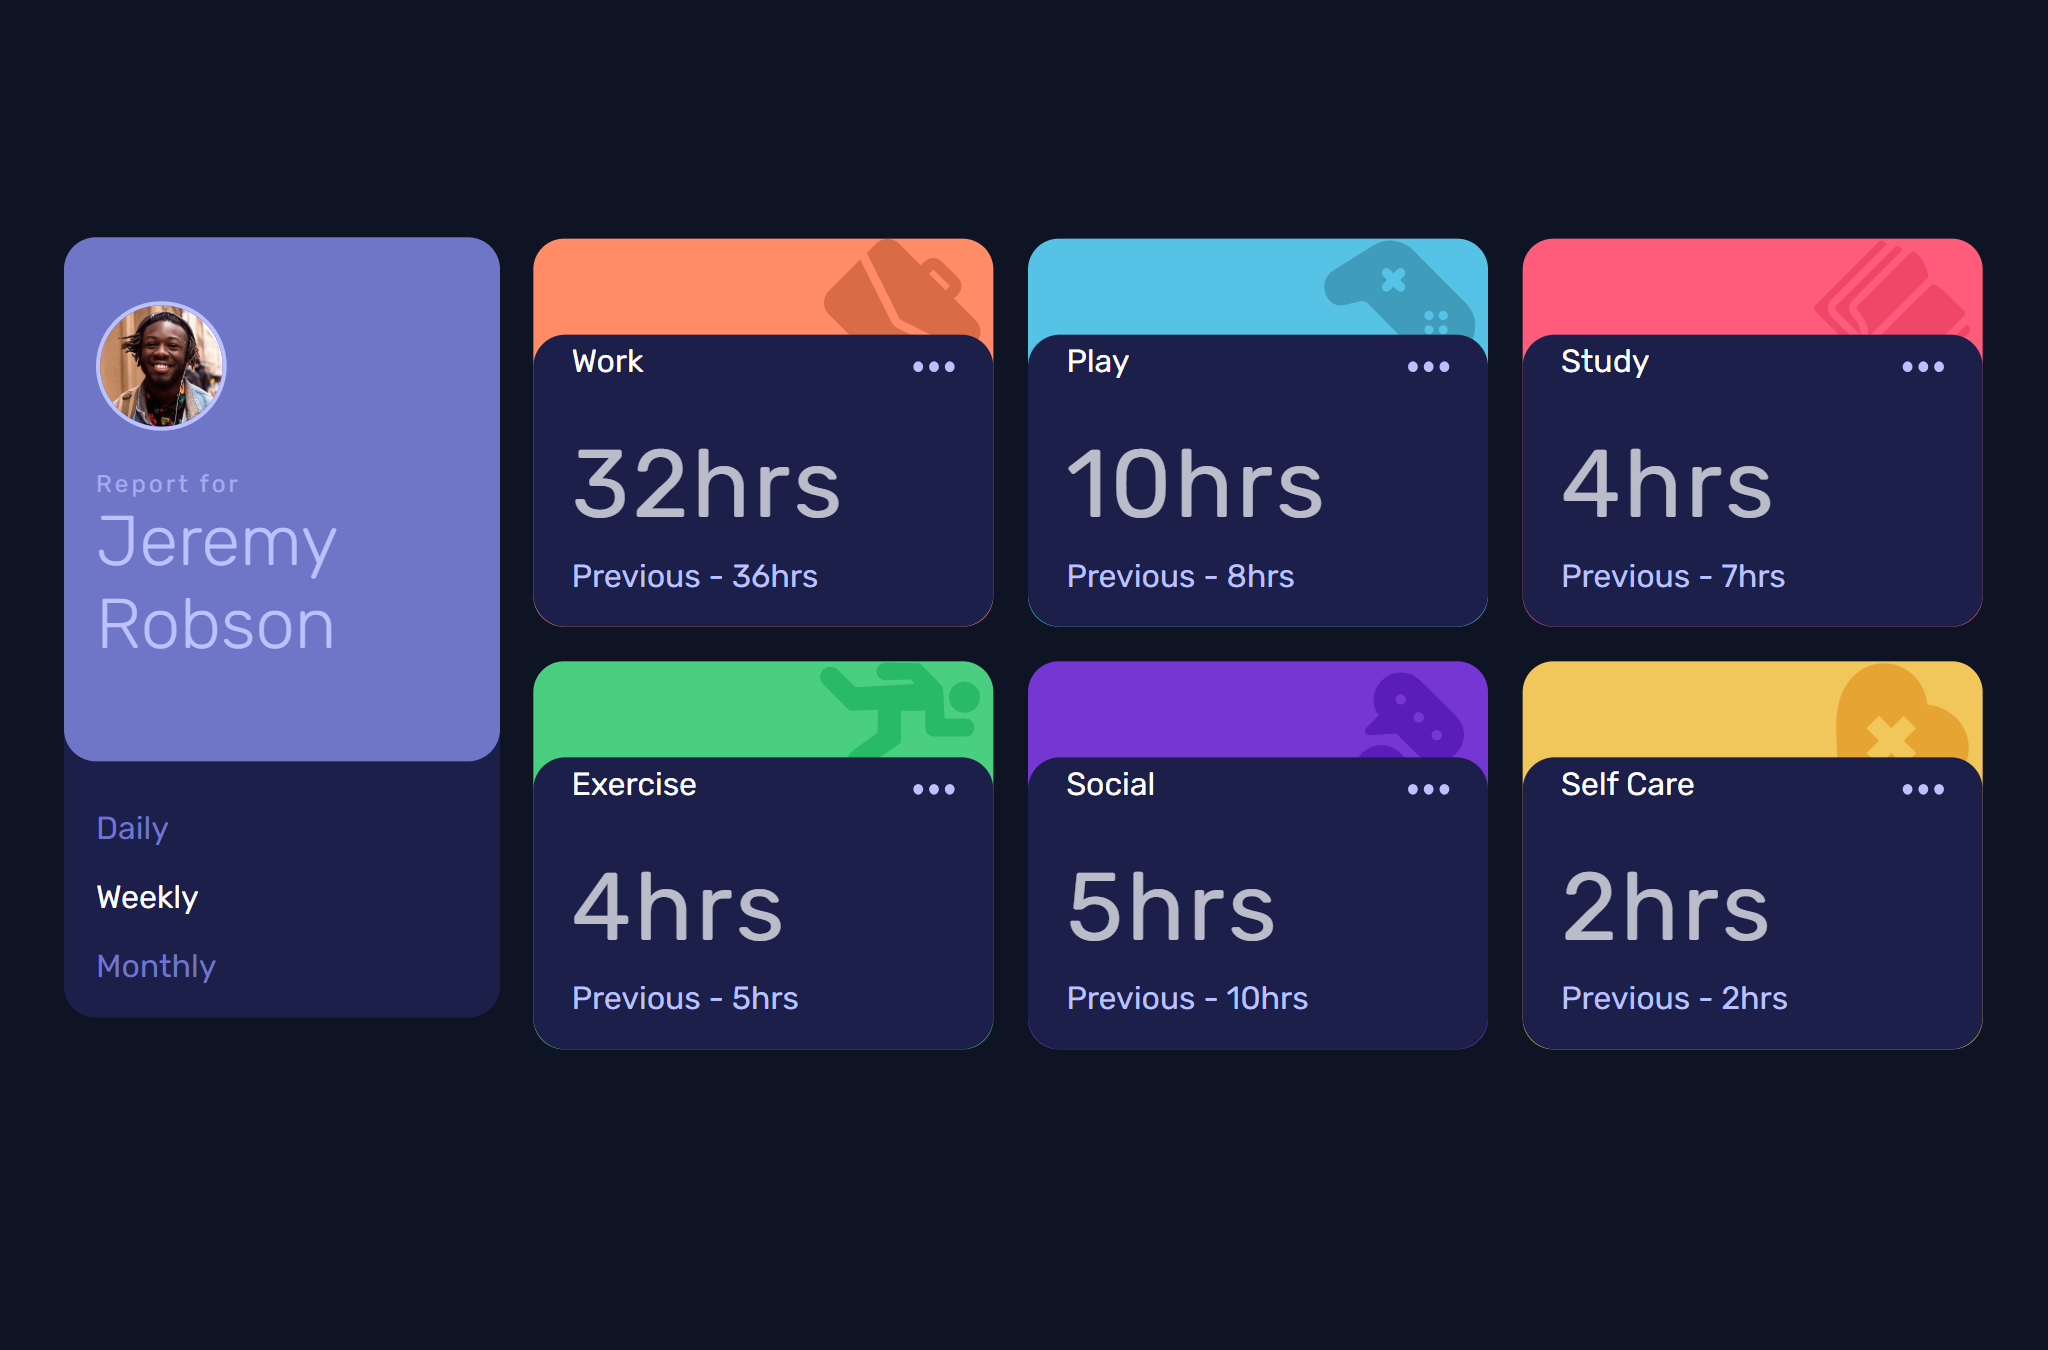 Report for
Jeremy
Robson
Daily
Weekly
Monthly
Work
32hrs
Previous - 36hrs
Play
10hrs
Previous - 8hrs
Study
4hrs
Previous - 7hrs
Exercise
4hrs
Previous - 5hrs
Social
5hrs
Previous - 10hrs
Self Care
2hrs
Previous - 2hrs